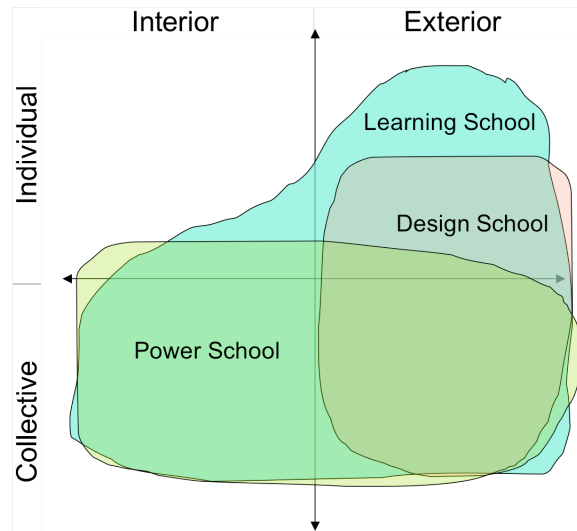 Interior
Exterior
Individual
Learning School
Design School
Power School
Collective